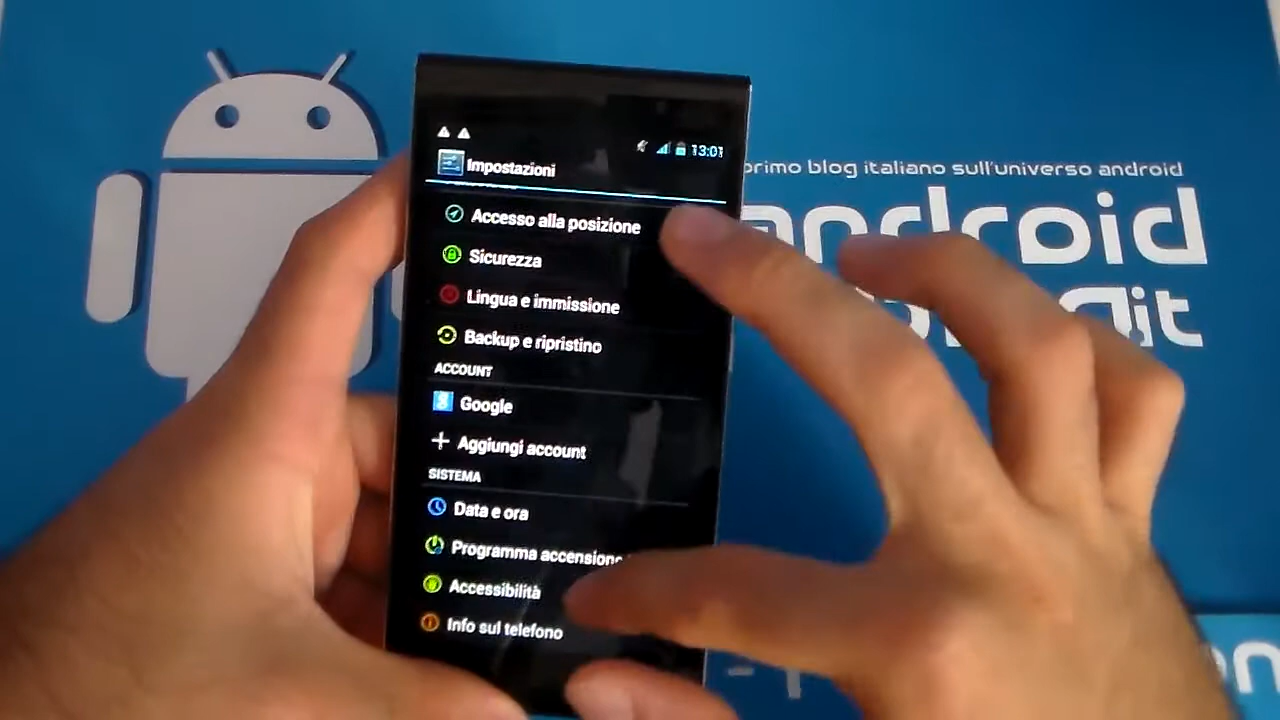 13:01
Impostazioni
Accesso alla posizione
Sicurezza
Lingua e immissione
Backup e ripristino
ACCOUNT
Google
Aggiungi account
SISTEMA
Data e ora
Programma accensione
Accessibilità
Info sul telefono
primo blog italiano sull'universo android
android
.it